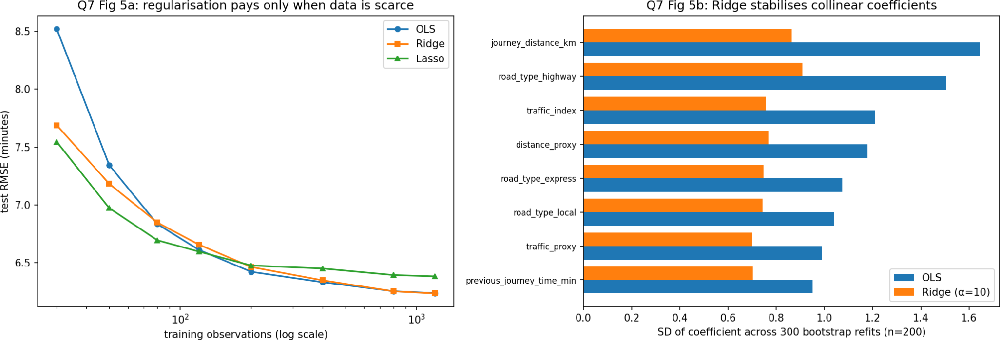 Q7 Fig 5a: regularisation pays only when data is scarce
test RMSE (minutes)
8.5
8.0
7.5
7.0
6.5
OLS
Ridge
Lasso
10²
10³
training observations (log scale)
Q7 Fig 5b: Ridge stabilises collinear coefficients
journey_distance_km
road_type_highway
traffic_index
distance_proxy
road_type_express
road_type_local
traffic_proxy
previous_journey_time_min
OLS
Ridge (α=10)
0.0 0.2 0.4 0.6 0.8 1.0 1.2 1.4 1.6
SD of coefficient across 300 bootstrap refits (n=200)